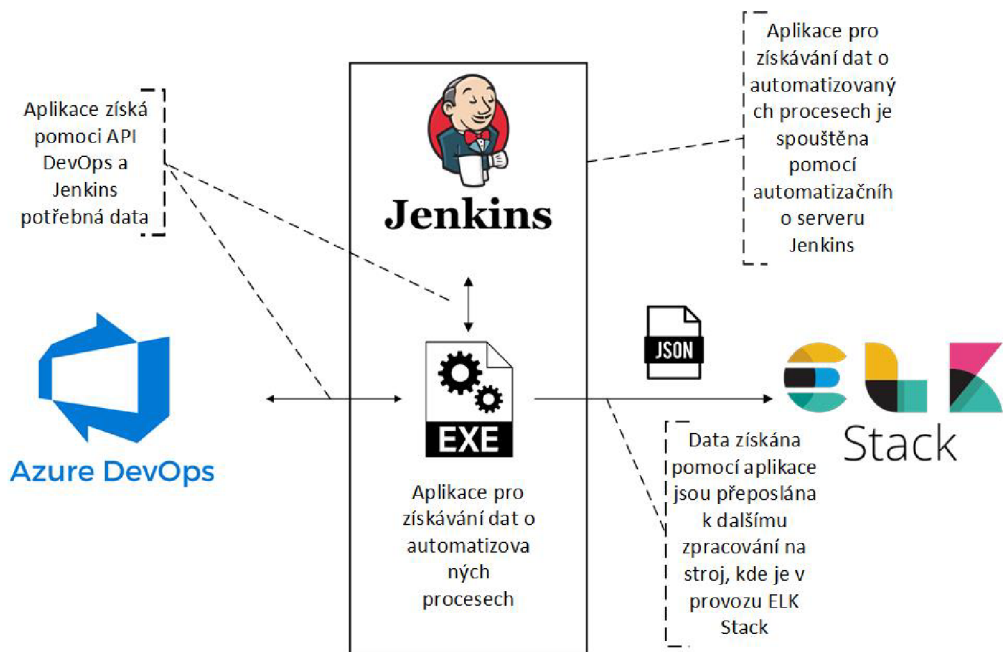 Aplikace získá
pomoci API
DevOps a
Jenkins
potřebná data
Jenkins
Aplikace pro
získávání dat o
automatizovaný
ch procesech je
spouštěna
pomocí
automatizačníh
o serveru
Jenkins
Azure DevOps
EXE
Aplikace pro
získávání dat o
automatizova
ných
procesech
JSON
ELK
Stack
Data získána
pomocí aplikace
jsou přeposlána
k dalšímu
zpracování na
stroj, kde je v
provozu ELK
Stack